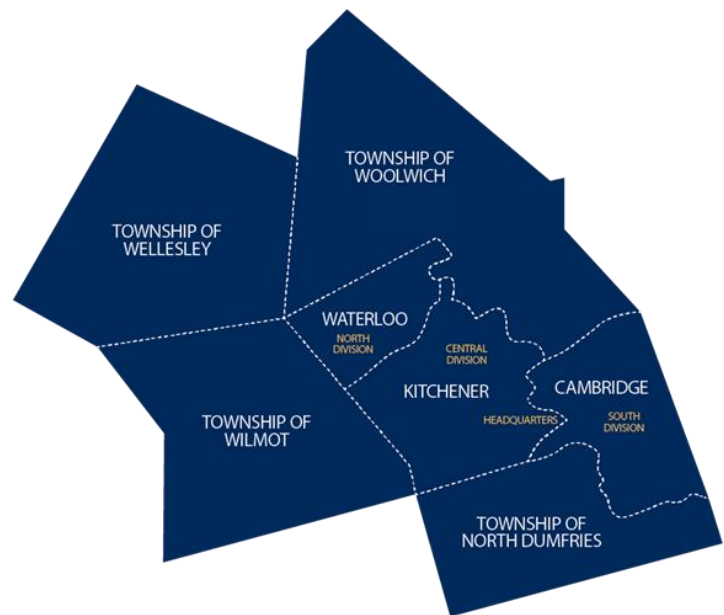 TOWNSHIP OF
WOOLWICH
TOWNSHIP OF
WELLESLEY
WATERLOO
NORTH
DIVISION
CENTRAL
DIVISION
KITCHENER
CAMBRIDGE
HEADQUARTERS
SOUTH
DIVISION
TOWNSHIP OF
WILMOT
TOWNSHIP OF
NORTH DUMFRIES